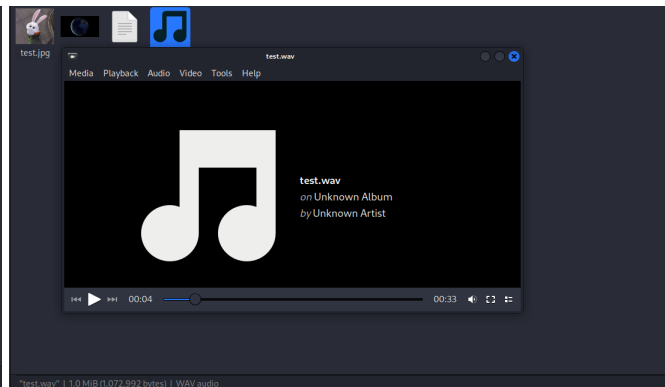 test.jpg
test.wav
Media Playback Audio Video Tools Help
test.wav
on Unknown Album
by Unknown Artist
00:04 00:33
"test.wav" | 1.0 MiB (1,072,992 bytes) | WAV audio